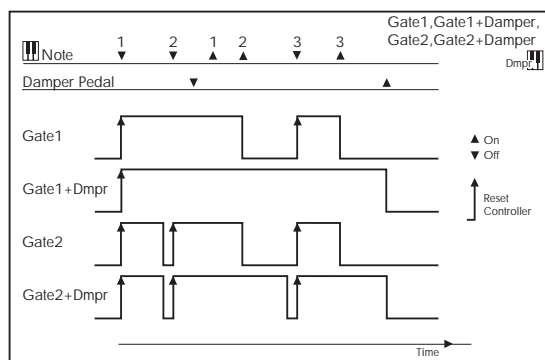 Gate1,Gate1+Damper,
Gate2,Gate2+Damper
1 2 1 2 3 3
Note
Dmpr
Damper Pedal
Gate1
▲ On
▼ Off
Gate1+Dmpr
Reset
Controller
Gate2
Gate2+Dmpr
Time